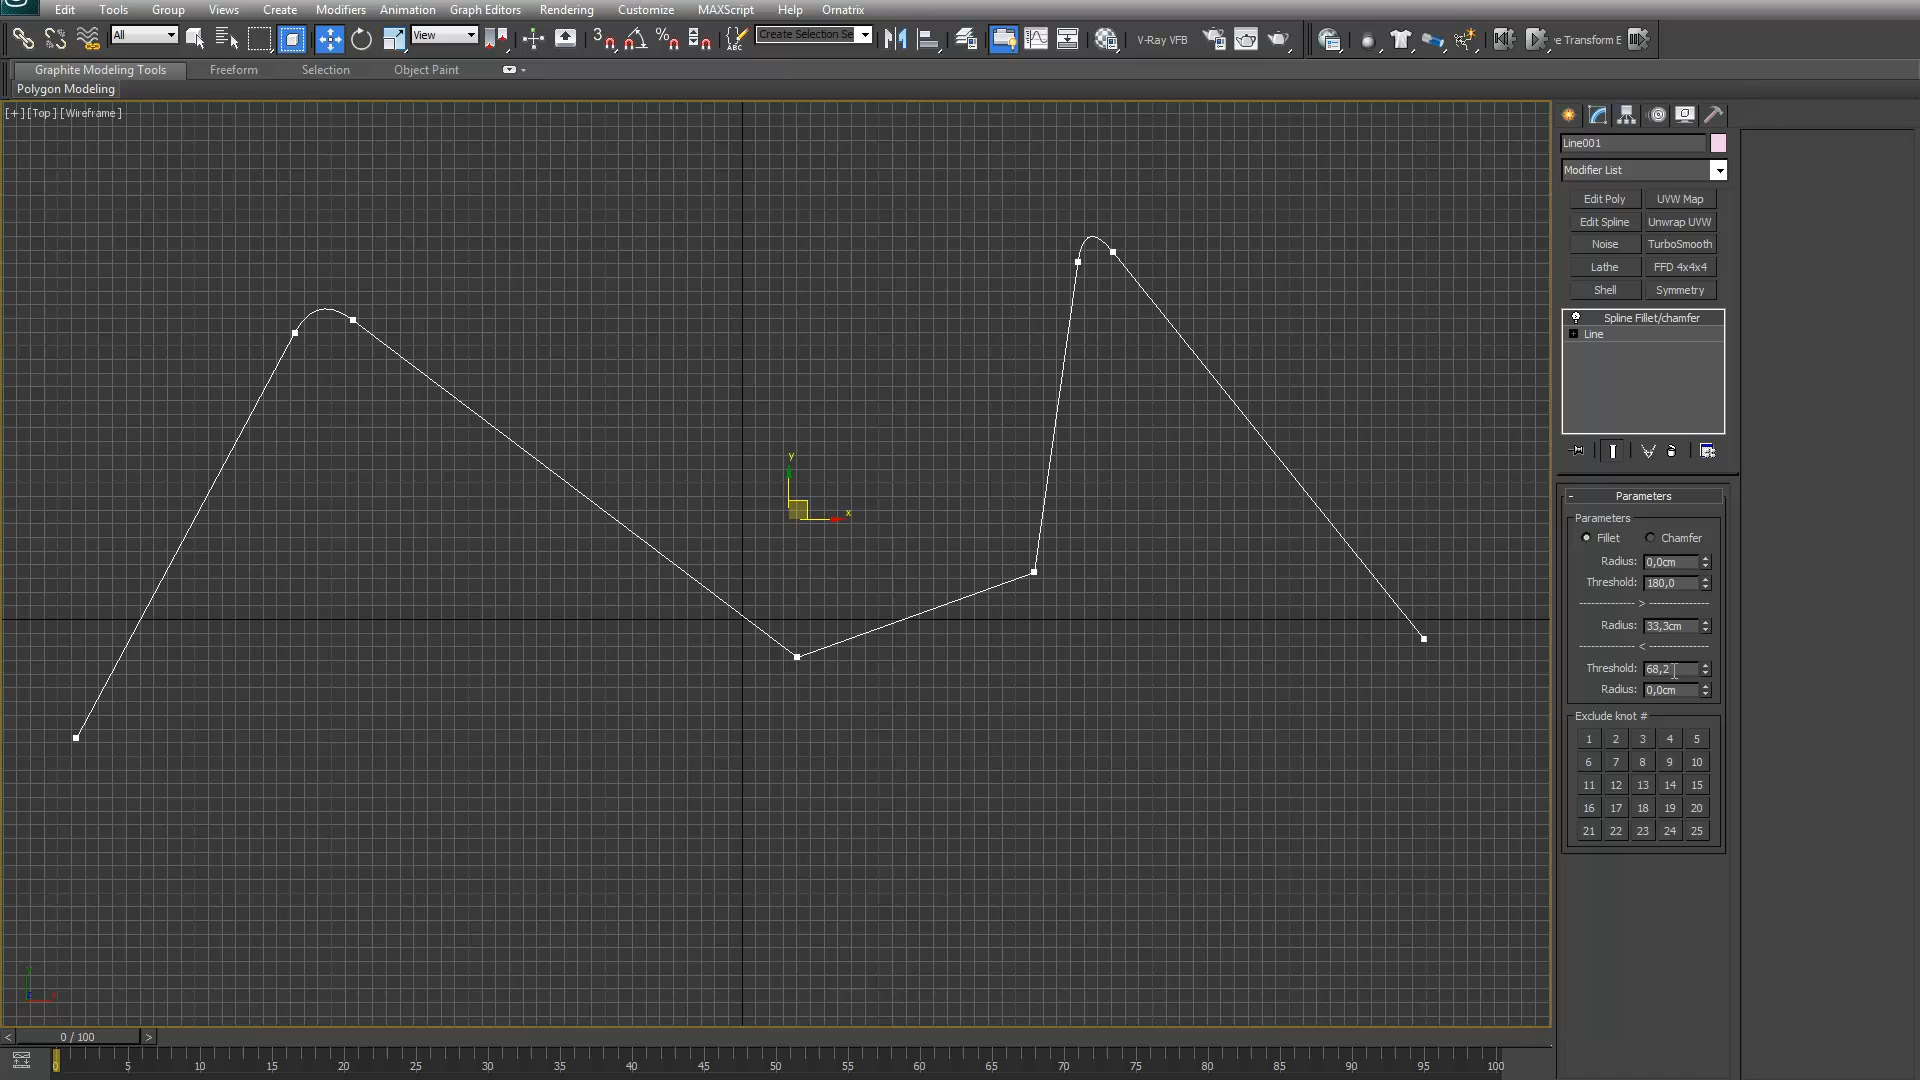 Edit Tools Group Views Create Modifiers Animation Graph Editors Rendering Customize MAXScript Help Ornatrix
All View 3 % ABC Create Selection Se V-Ray VFB e Transform E
Graphite Modeling Tools Freeform Selection Object Paint
Polygon Modeling
[+] [Top] [Wireframe]
Line001
Modifier List
Edit Poly UVW Map
Edit Spline Unwrap UVW
Noise TurboSmooth
Lathe FFD 4x4x4
Shell Symmetry
Spline Fillet/chamfer
Line
y
x
- Parameters
Parameters
Fillet Chamfer
Radius: 0,0cm
Threshold: 180,0
-------------- > ---------------
Radius: 33,3cm
-------------- < ---------------
Threshold: 68,2
Radius: 0,0cm
Exclude knot #
1 2 3 4 5
6 7 8 9 10
11 12 13 14 15
16 17 18 19 20
21 22 23 24 25
< 0 / 100 >
0 5 10 15 20 25 30 35 40 45 50 55 60 65 70 75 80 85 90 95 100